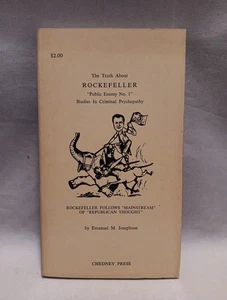 $2.00
The Truth About
ROCKEFELLER
"Public Enemy No. 1"
Studies In Criminal Psychopathy
ROCKEFELLER FOLLOWS "MAINSTREAM"
OF "REPUBLICAN THOUGHT"
by Emanuel M. Josephson
CHEDNEY PRESS